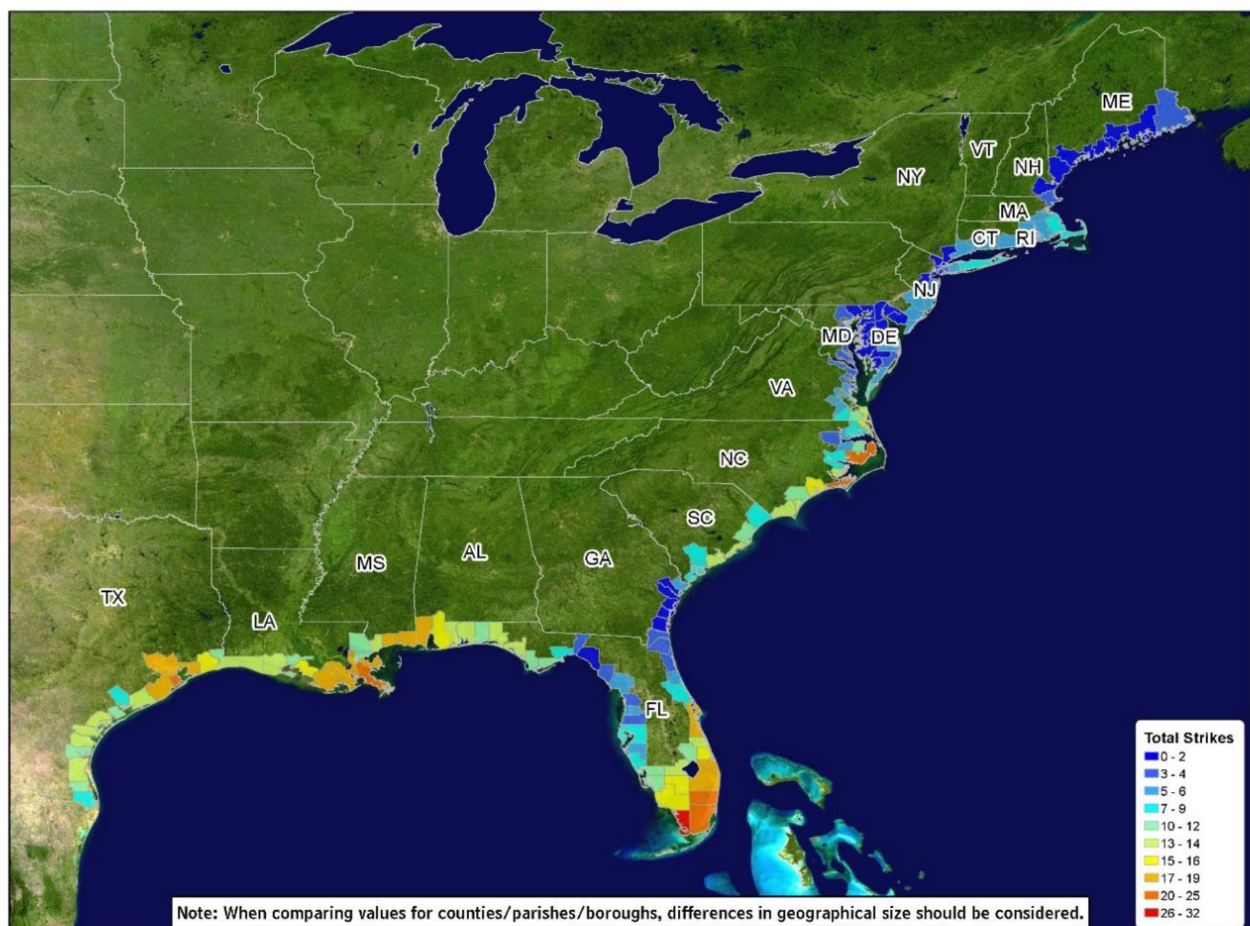 ME
VT
NH
NY
MA
CT
RI
NJ
MD
DE
VA
NC
SC
MS
AL
GA
TX
LA
FL
Total Strikes
0 - 2
3 - 4
5 - 6
7 - 9
10 - 12
13 - 14
15 - 16
17 - 19
20 - 25
26 - 32
Note: When comparing values for counties/parishes/boroughs, differences in geographical size should be considered.